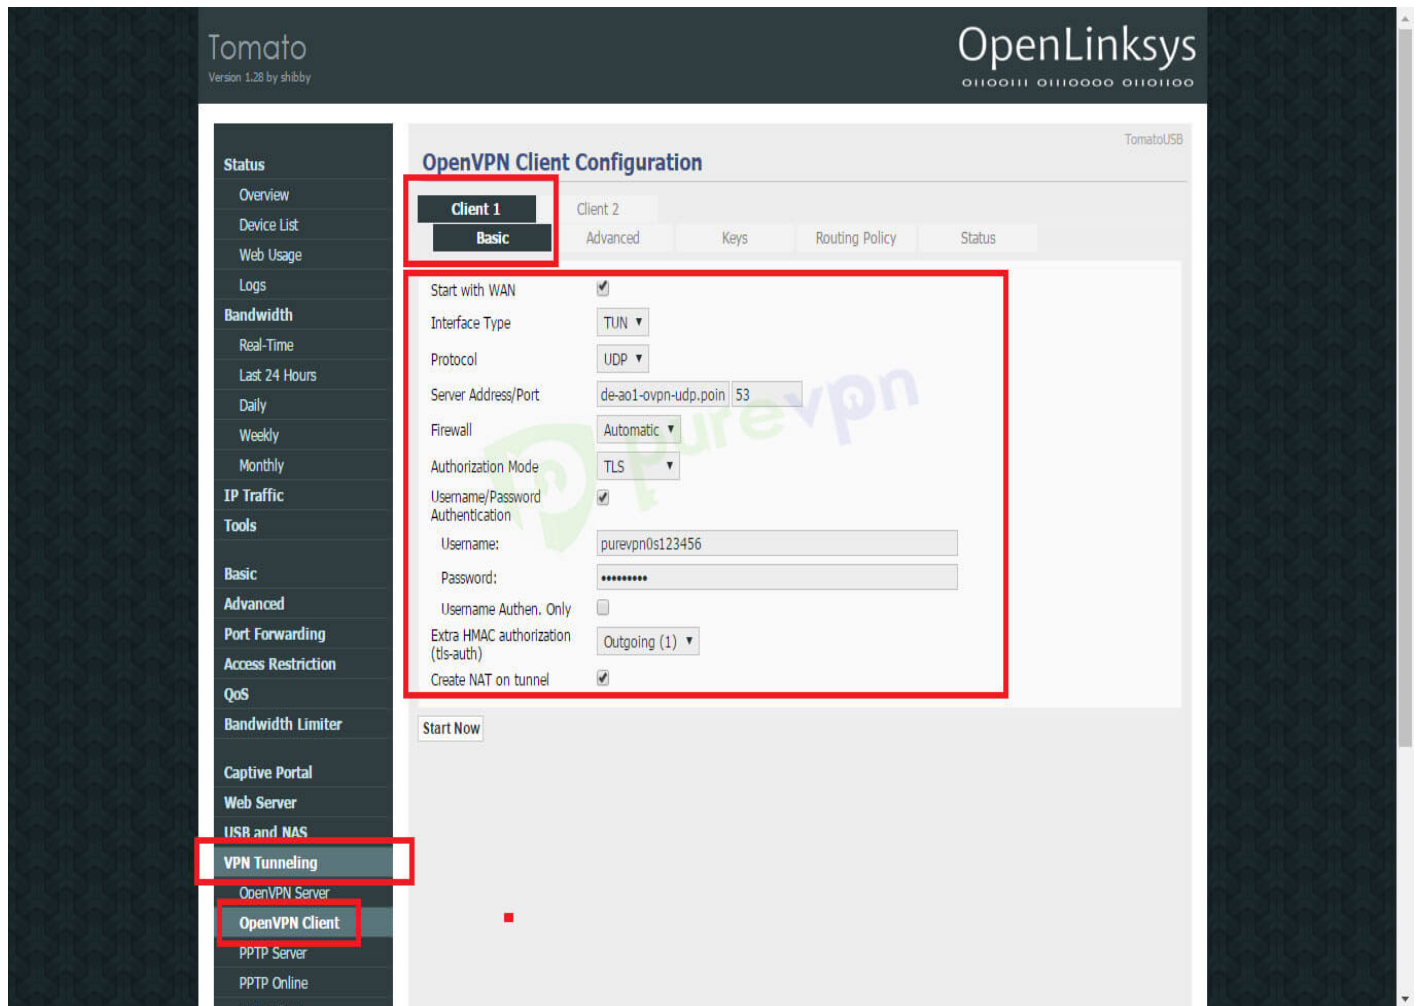 Tomato
Version 1.28 by shibby
OpenLinksys
01100111 01110000 01101100
TomatoUSB
Status
Overview
Device List
Web Usage
Logs
Bandwidth
Real-Time
Last 24 Hours
Daily
Weekly
Monthly
IP Traffic
Tools
Basic
Advanced
Port Forwarding
Access Restriction
QoS
Bandwidth Limiter
Captive Portal
Web Server
USB and NAS
VPN Tunneling
OpenVPN Server
OpenVPN Client
PPTP Server
PPTP Online
OpenVPN Client Configuration
Client 1 Client 2
Basic Advanced Keys Routing Policy Status
Start with WAN
Interface Type TUN
Protocol UDP
Server Address/Port de-ao1-ovpn-udp.poin 53
Firewall Automatic
Authorization Mode TLS
Username/Password
Authentication
Username: purevpn0s123456
Password: •••••••••
Username Authen. Only
Extra HMAC authorization
(tls-auth) Outgoing (1)
Create NAT on tunnel
purevpn
Start Now